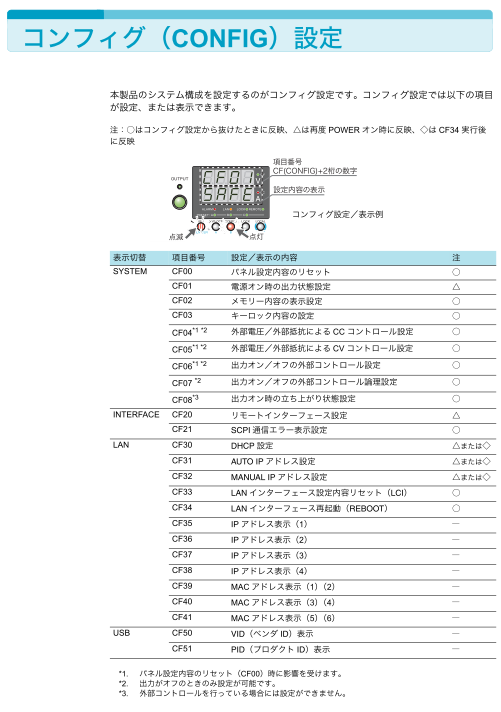 コンフィグ（CONFIG）設定
本製品のシステム構成を設定するのがコンフィグ設定です。コンフィグ設定では以下の項目
が設定、または表示できます。
注：○はコンフィグ設定から抜けたときに反映、△は再度 POWER オン時に反映、◇は CF34 実行後
に反映
項目番号
CF(CONFIG)+2桁の数字
OUTPUT
CF01
設定内容の表示
SAFE
コンフィグ設定／表示例
点滅
点灯
表示切替 項目番号 設定／表示の内容 注
SYSTEM CF00 パネル設定内容のリセット ○
CF01 電源オン時の出力状態設定 △
CF02 メモリー内容の表示設定 ○
CF03 キーロック内容の設定 ○
CF04*1 *2 外部電圧／外部抵抗による CC コントロール設定 ○
CF05*1 *2 外部電圧／外部抵抗による CV コントロール設定 ○
CF06*1 *2 出力オン／オフの外部コントロール設定 ○
CF07 *2 出力オン／オフの外部コントロール論理設定 ○
CF08*3 出力オン時の立ち上がり状態設定 ○
INTERFACE CF20 リモートインターフェース設定 △
CF21 SCPI 通信エラー表示設定 ○
LAN CF30 DHCP 設定 △または◇
CF31 AUTO IP アドレス設定 △または◇
CF32 MANUAL IP アドレス設定 △または◇
CF33 LAN インターフェース設定内容リセット（LCI） ○
CF34 LAN インターフェース再起動（REBOOT） ○
CF35 IP アドレス表示（1） —
CF36 IP アドレス表示（2） —
CF37 IP アドレス表示（3） —
CF38 IP アドレス表示（4） —
CF39 MAC アドレス表示（1）（2） —
CF40 MAC アドレス表示（3）（4） —
CF41 MAC アドレス表示（5）（6） —
USB CF50 VID（ベンダ ID）表示 —
CF51 PID（プロダクト ID）表示 —
*1. パネル設定内容のリセット（CF00）時に影響を受けます。
*2. 出力がオフのときのみ設定が可能です。
*3. 外部コントロールを行っている場合には設定ができません。